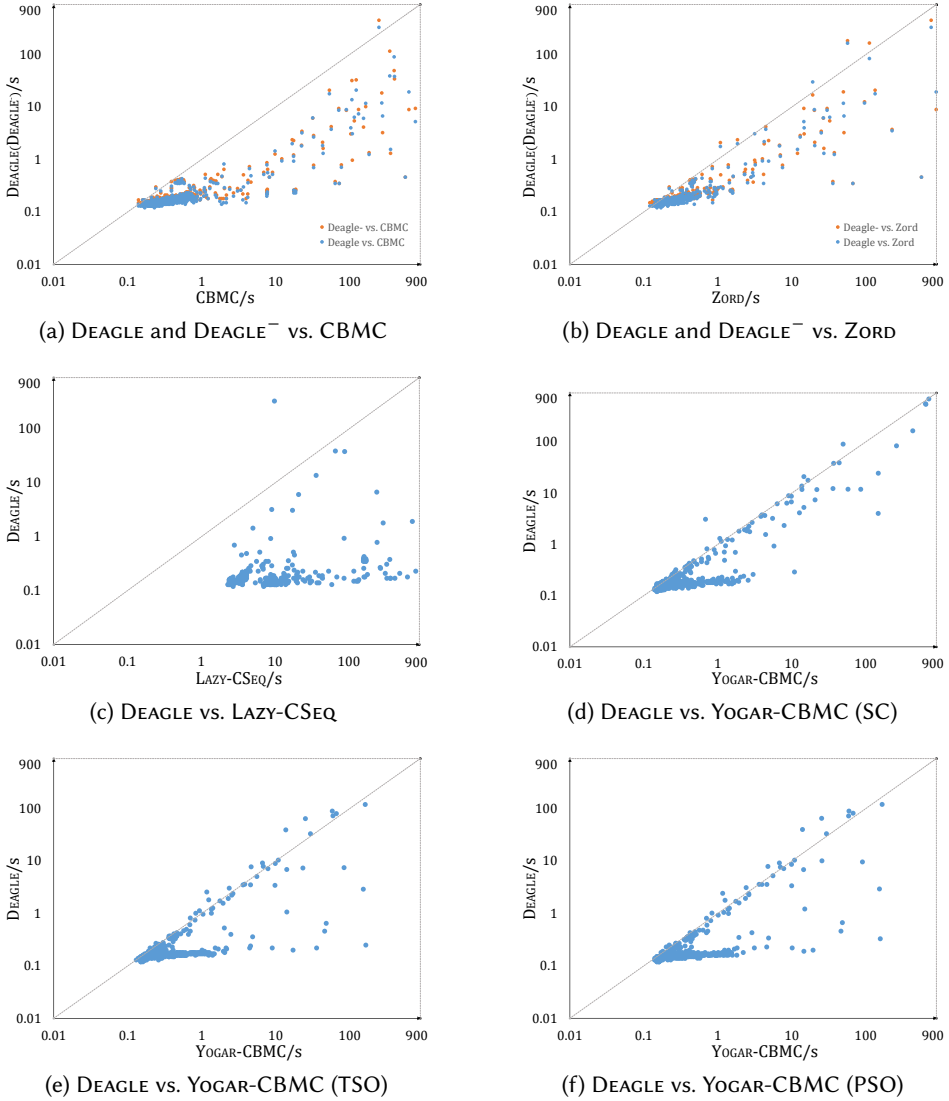 900
100
10
1
0.1
0.01
DEAGLE(DEAGLE⁻)/s
Deagle- vs. CBMC
Deagle vs. CBMC
0.01 0.1 1 10 100 900
CBMC/s
(a) DEAGLE and DEAGLE⁻ vs. CBMC
900
100
10
1
0.1
0.01
DEAGLE(DEAGLE⁻)/s
Deagle- vs. Zord
Deagle vs. Zord
0.01 0.1 1 10 100 900
ZORD/s
(b) DEAGLE and DEAGLE⁻ vs. ZORD
900
100
10
1
0.1
0.01
DEAGLE/s
0.01 0.1 1 10 100 900
LAZY-CSEQ/s
(c) DEAGLE vs. LAZY-CSEQ
900
100
10
1
0.1
0.01
DEAGLE/s
0.01 0.1 1 10 100 900
YOGAR-CBMC/s
(d) DEAGLE vs. YOGAR-CBMC (SC)
900
100
10
1
0.1
0.01
DEAGLE/s
0.01 0.1 1 10 100 900
YOGAR-CBMC/s
(e) DEAGLE vs. YOGAR-CBMC (TSO)
900
100
10
1
0.1
0.01
DEAGLE/s
0.01 0.1 1 10 100 900
YOGAR-CBMC/s
(f) DEAGLE vs. YOGAR-CBMC (PSO)